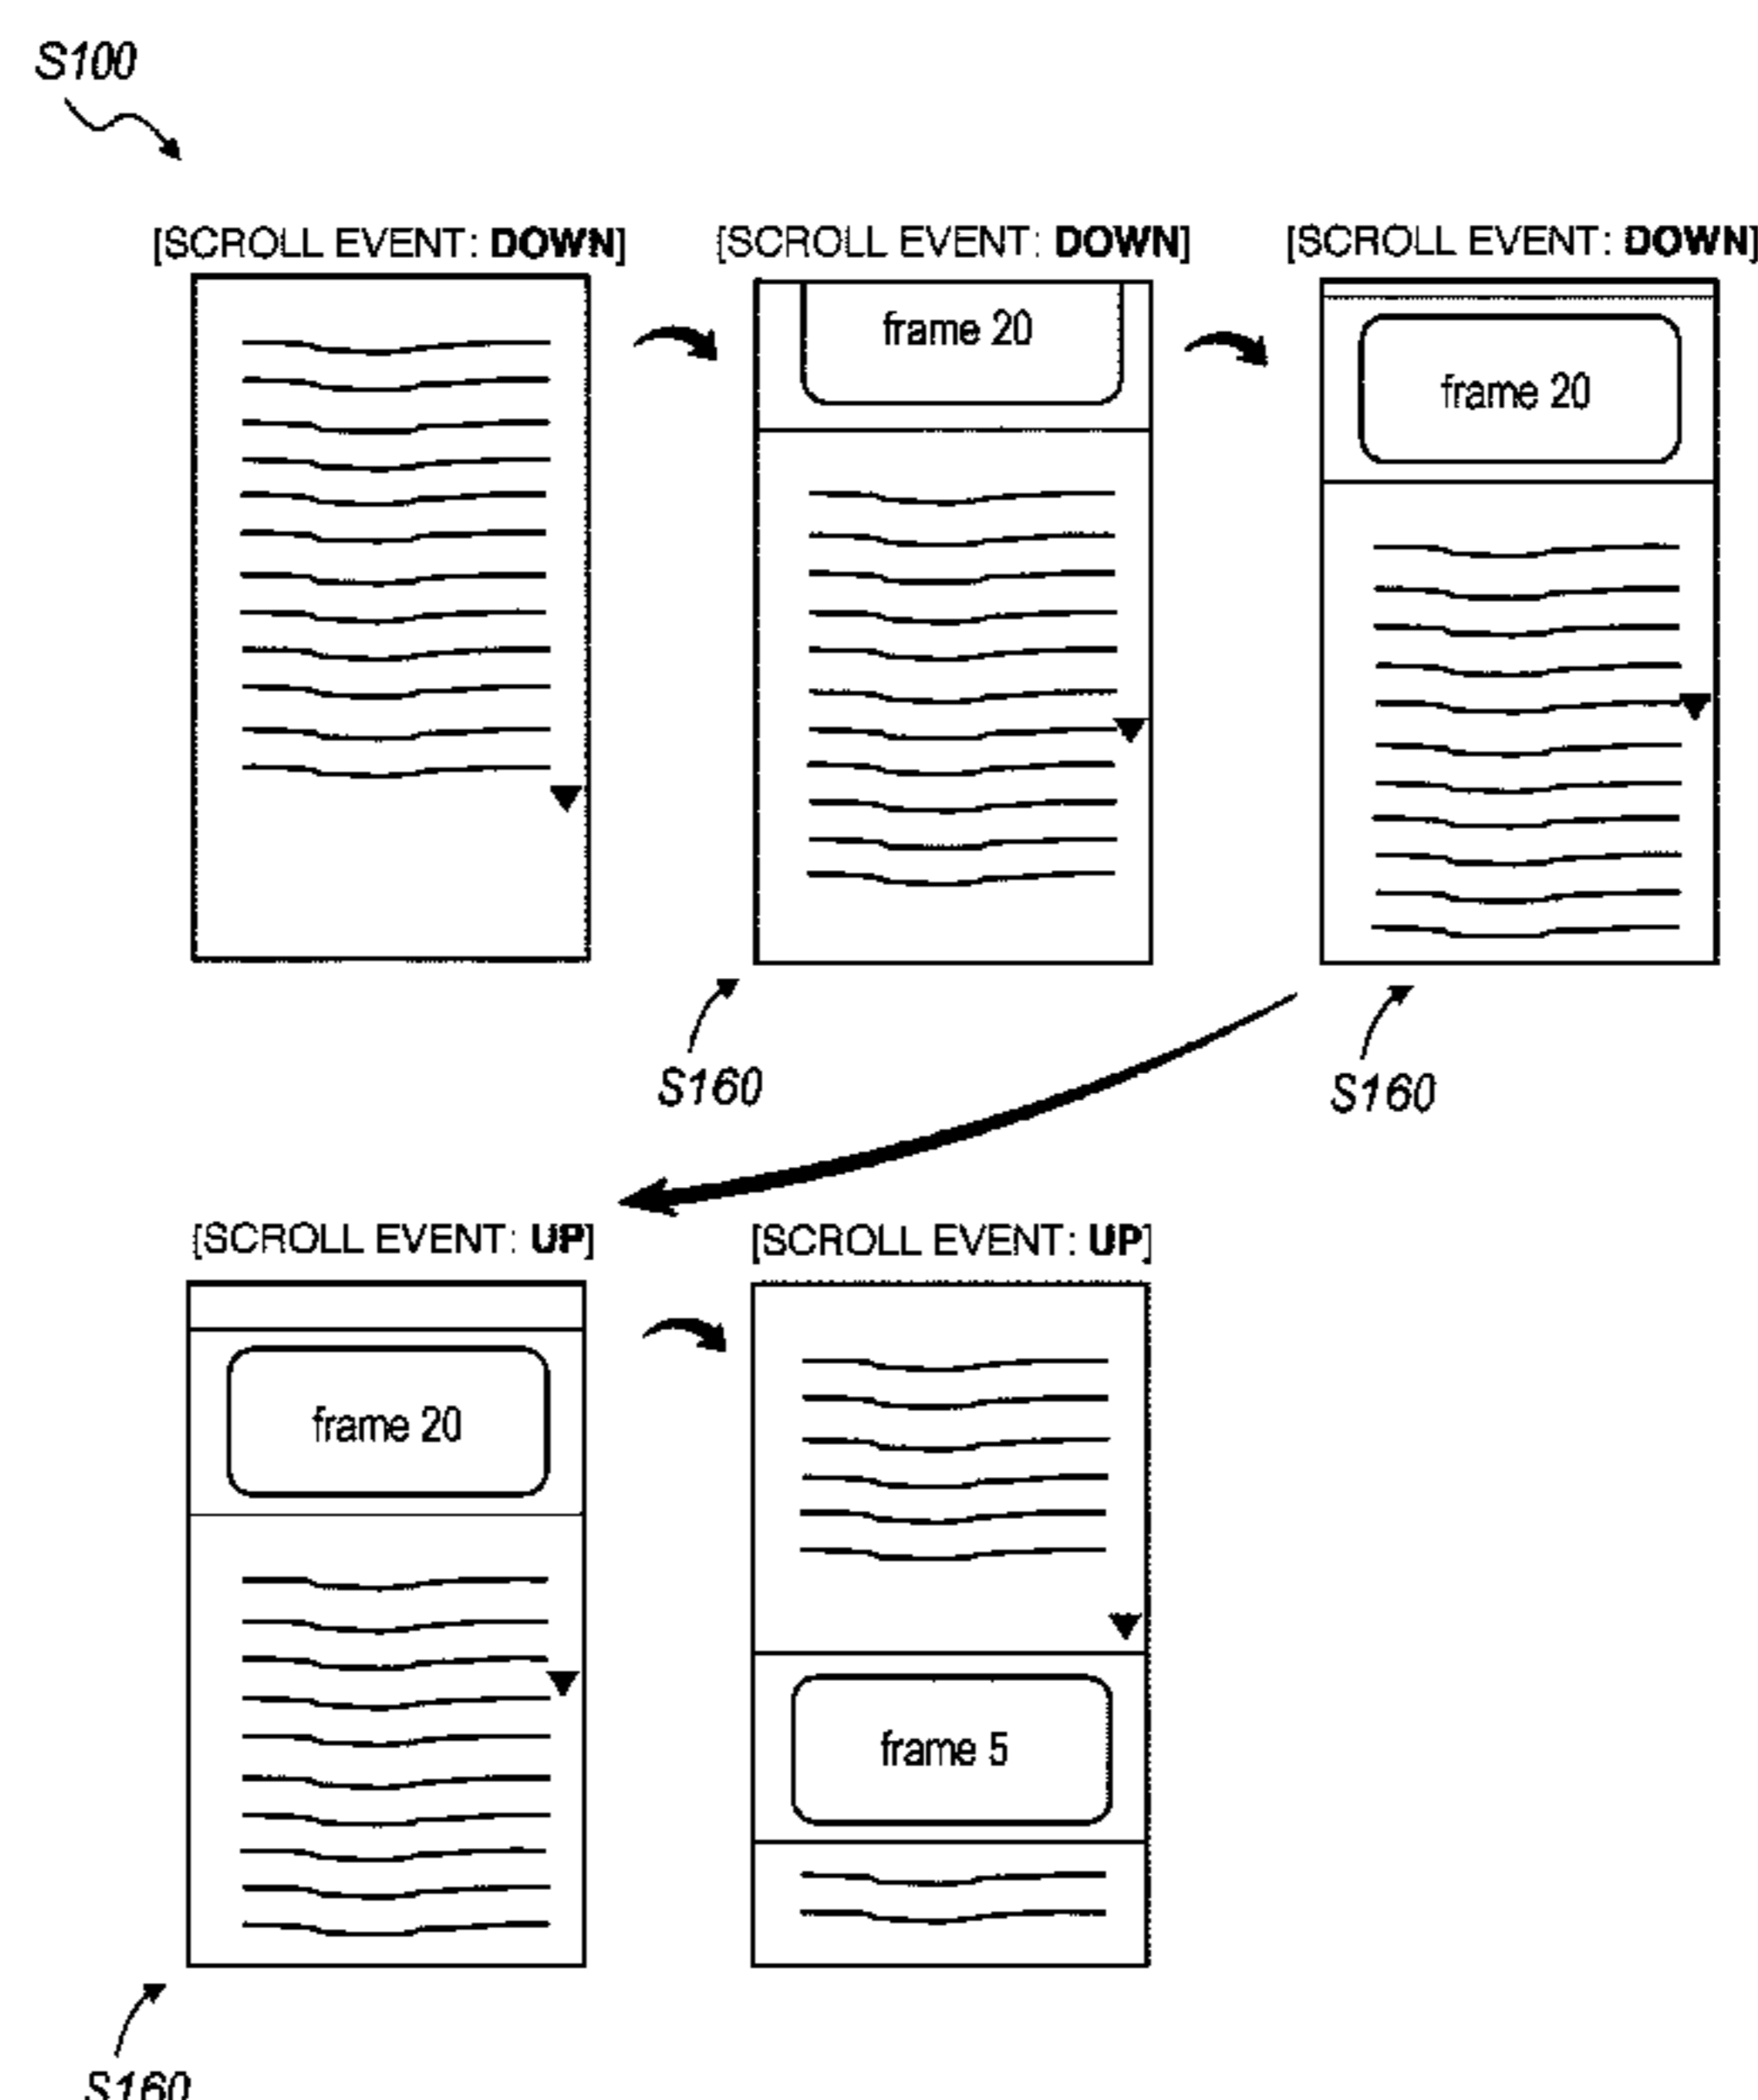 S100
[SCROLL EVENT: DOWN]
[SCROLL EVENT: DOWN]
[SCROLL EVENT: DOWN]
frame 20
frame 20
S160
S160
[SCROLL EVENT: UP]
[SCROLL EVENT: UP]
frame 20
frame 5
S160